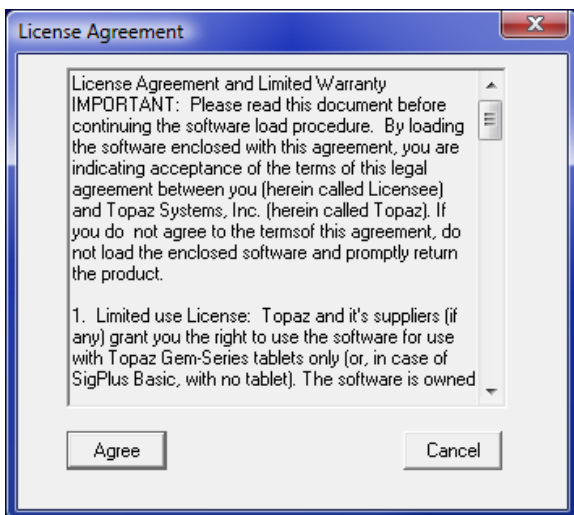 License Agreement
License Agreement and Limited Warranty
IMPORTANT:  Please read this document before
continuing the software load procedure.  By loading
the software enclosed with this agreement, you are
indicating acceptance of the terms of this legal
agreement between you (herein called Licensee)
and Topaz Systems, Inc. (herein called Topaz). If
you do  not agree to the termsof this agreement, do
not load the enclosed software and promptly return
the product.

1.  Limited use License:  Topaz and it's suppliers (if
any) grant you the right to use the software for use
with Topaz Gem-Series tablets only (or, in case of
SigPlus Basic, with no tablet). The software is owned
Agree
Cancel